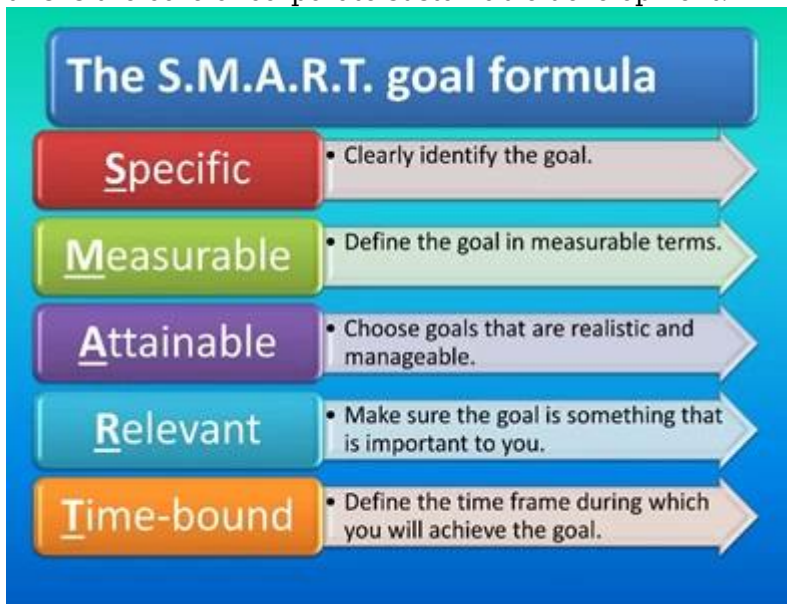 The S.M.A.R.T. goal formula
Specific
• Clearly identify the goal.
Measurable
• Define the goal in measurable terms.
Attainable
• Choose goals that are realistic and
manageable.
Relevant
• Make sure the goal is something that
is important to you.
Time-bound
• Define the time frame during which
you will achieve the goal.